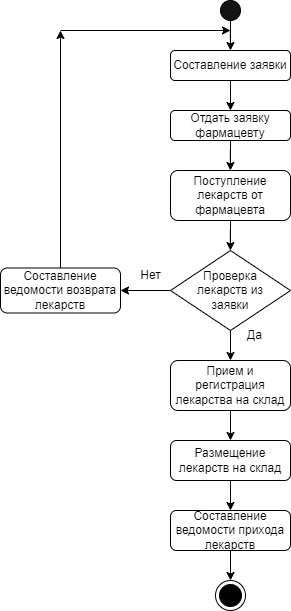 Составление заявки
Отдать заявку
фармацевту
Поступление
лекарств от
фармацевта
Составление
ведомости возврата
лекарств
Нет
Проверка
лекарств из
заявки
Да
Прием и
регистрация
лекарства на склад
Размещение
лекарств на склад
Составление
ведомости прихода
лекарств